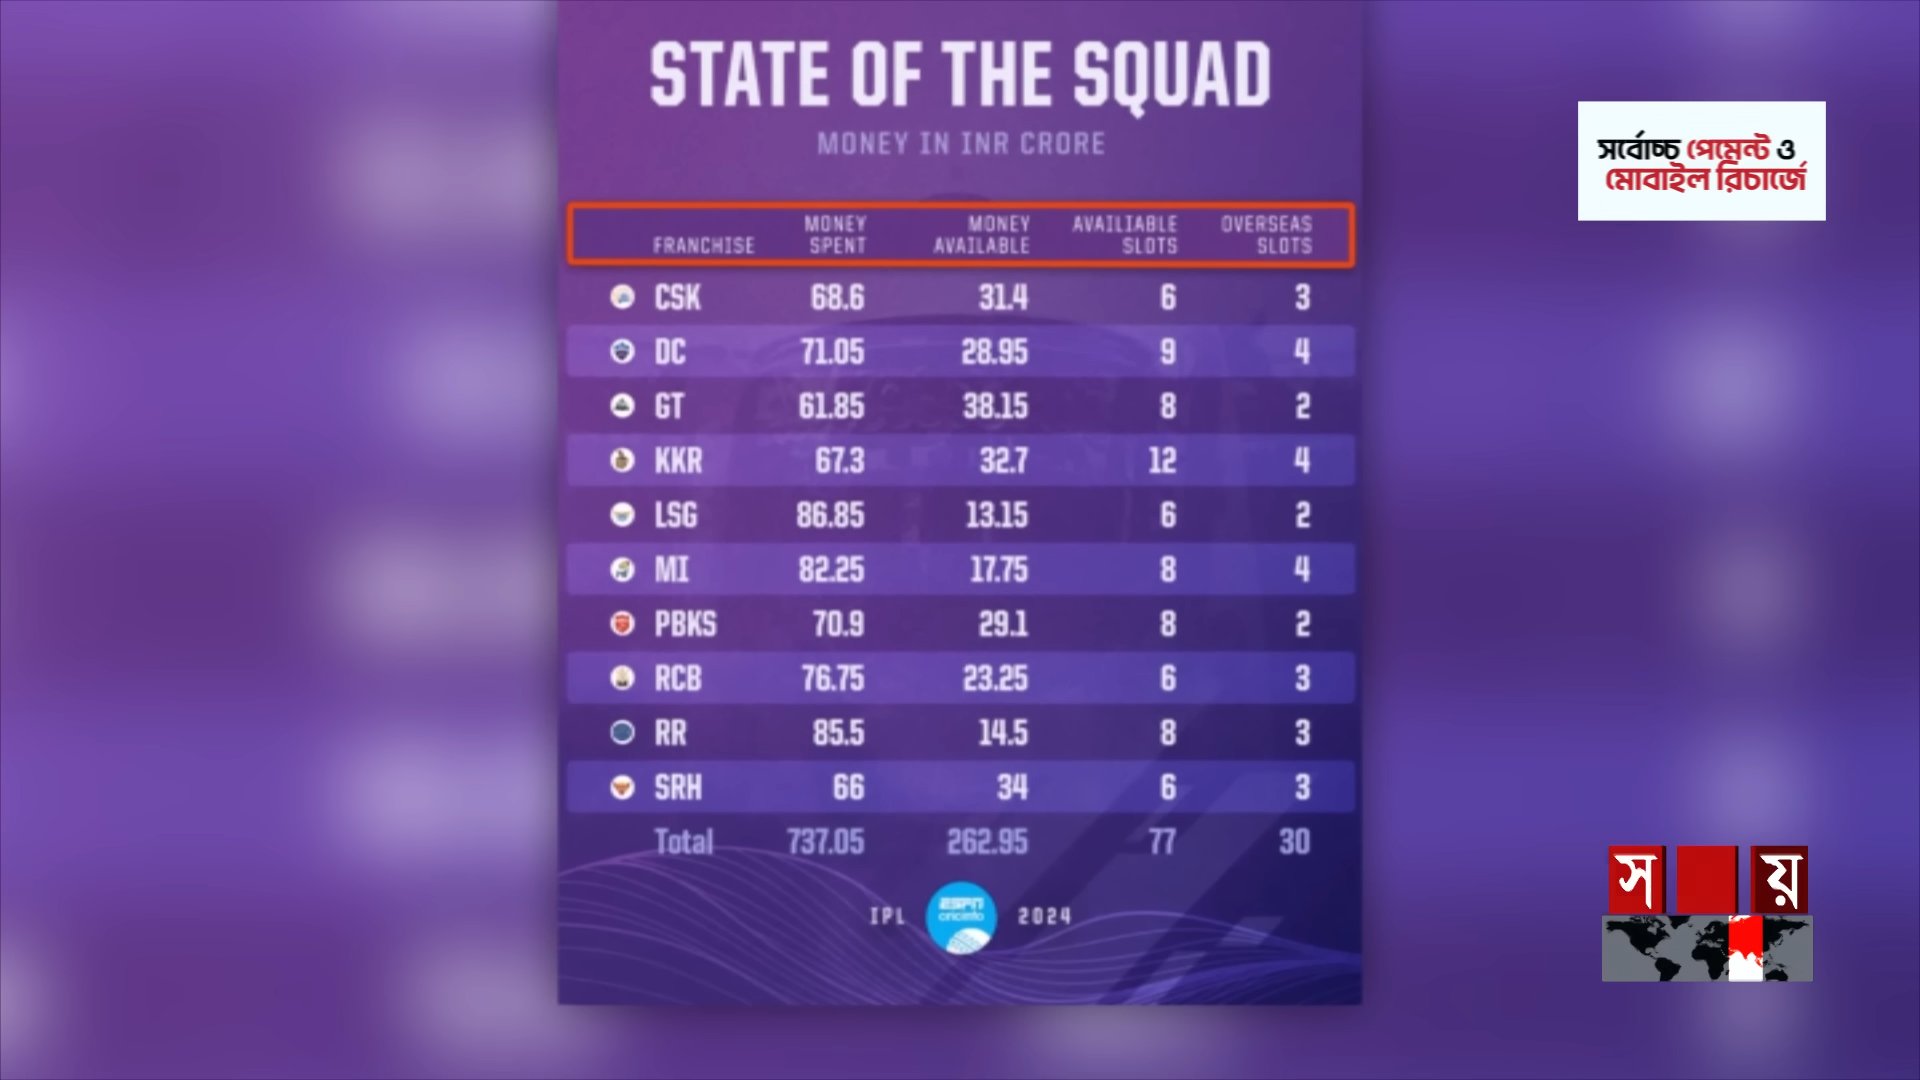 STATE OF THE SQUAD
MONEY IN INR CRORE
FRANCHISE MONEY SPENT MONEY AVAILABLE AVAILIABLE SLOTS OVERSEAS SLOTS
CSK 68.6 31.4 6 3
DC 71.05 28.95 9 4
GT 61.85 38.15 8 2
KKR 67.3 32.7 12 4
LSG 86.85 13.15 6 2
MI 82.25 17.75 8 4
PBKS 70.9 29.1 8 2
RCB 76.75 23.25 6 3
RR 85.5 14.5 8 3
SRH 66 34 6 3
Total 737.05 262.95 77 30
IPL ESPN cricinfo 2024
সর্বোচ্চ পেমেন্ট ও
মোবাইল রিচার্জে
স য়